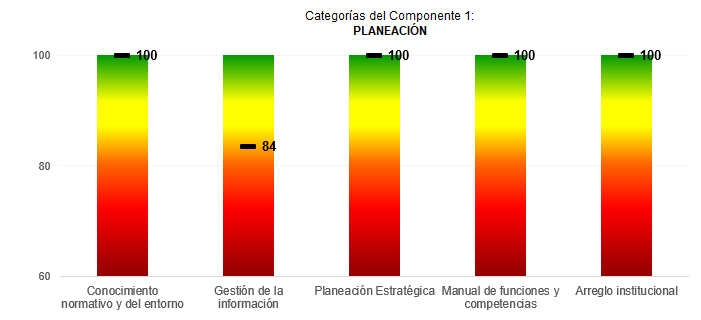 Categorías del Componente 1:
PLANEACIÓN
100
100
84
100
100
100
80
60
Conocimiento
normativo y del entorno
Gestión de la
información
Planeación Estratégica
Manual de funciones y
competencias
Arreglo institucional